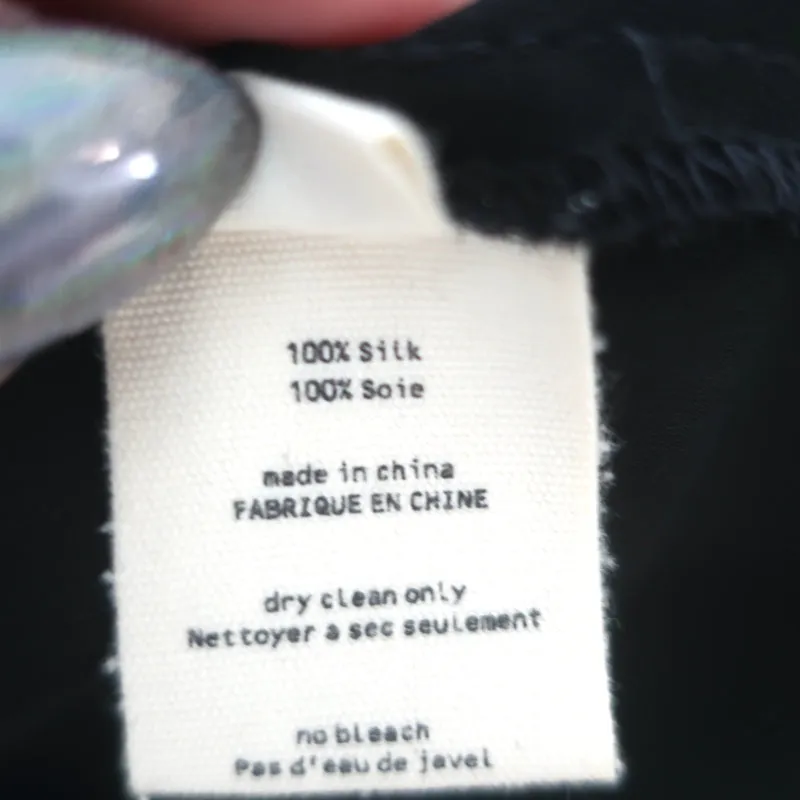 100% Silk
100% Soie
made in china
FABRIQUE EN CHINE
dry clean only
Nettoyer a sec seulement
no bleach
Pas d'eau de javel